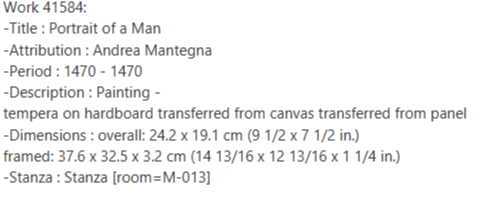 Work 41584:
-Title : Portrait of a Man
-Attribution : Andrea Mantegna
-Period : 1470 - 1470
-Description : Painting -
tempera on hardboard transferred from canvas transferred from panel
-Dimensions : overall: 24.2 x 19.1 cm (9 1/2 x 7 1/2 in.)
framed: 37.6 x 32.5 x 3.2 cm (14 13/16 x 12 13/16 x 1 1/4 in.)
-Stanza : Stanza [room=M-013]